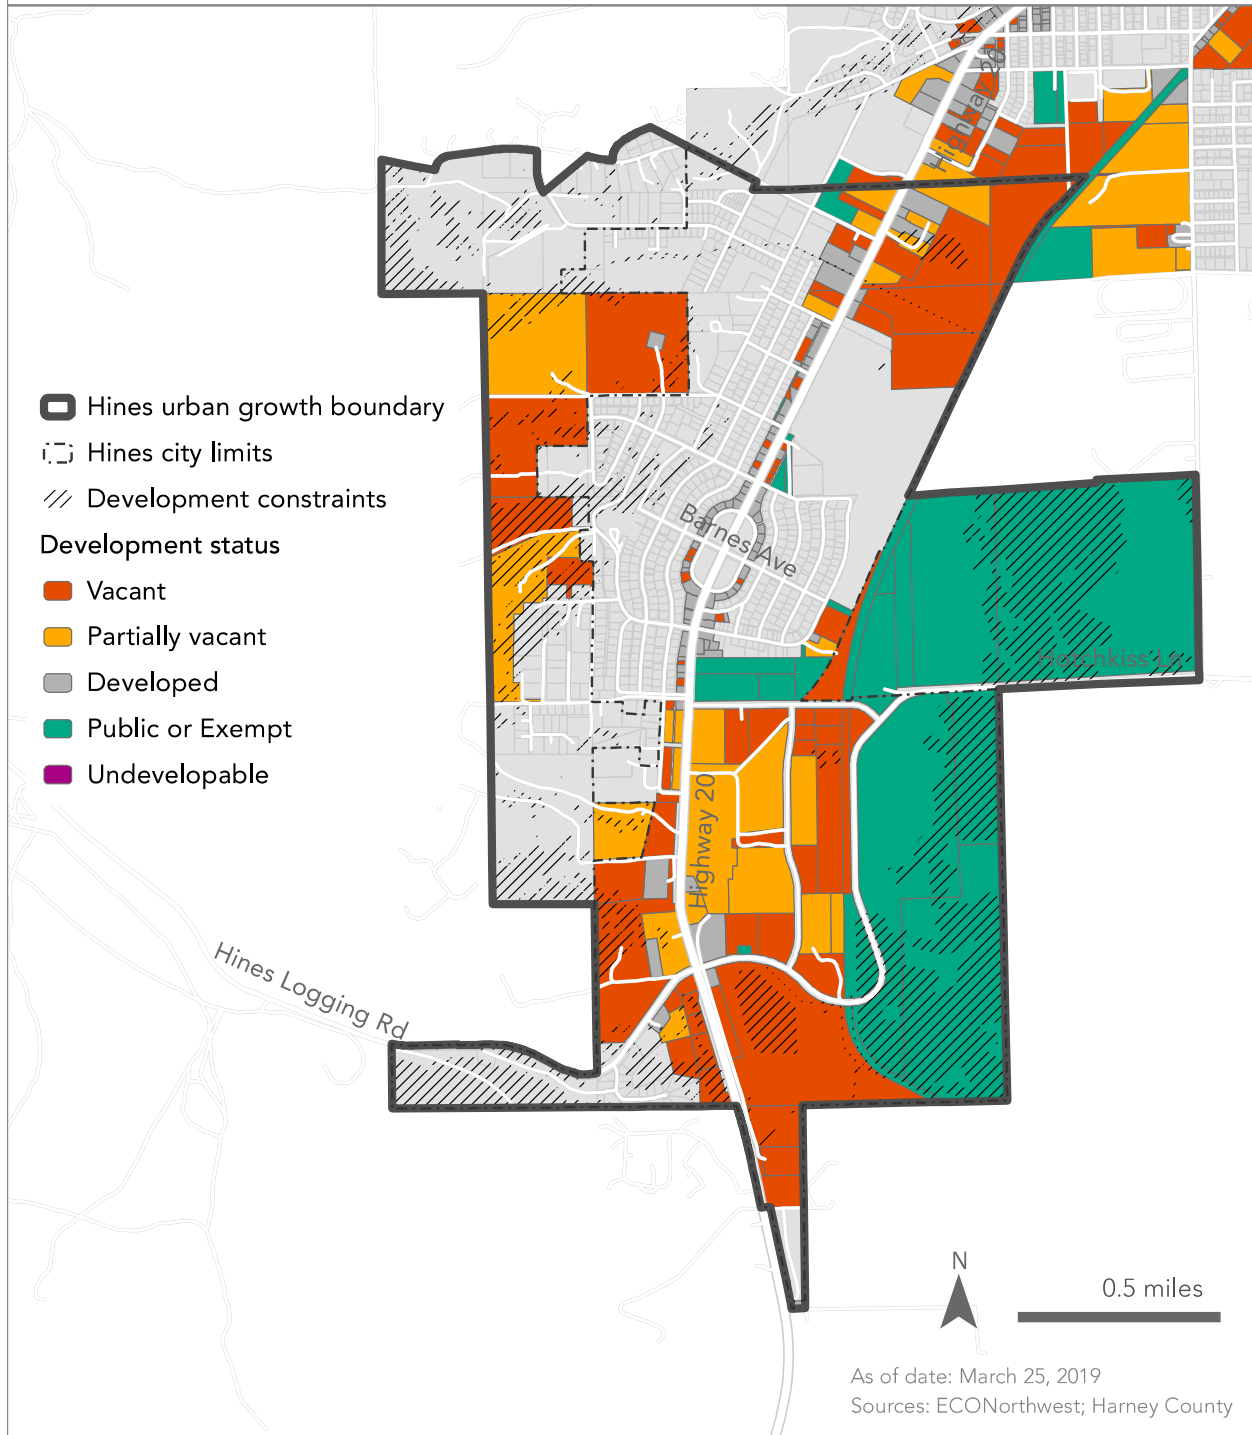 Highway 20
Hines urban growth boundary
Hines city limits
Development constraints
Development status
Vacant
Partially vacant
Developed
Public or Exempt
Undevelopable
Barnes Ave
Hotchkiss Ln
Highway 20
Hines Logging Rd
N
0.5 miles
As of date: March 25, 2019
Sources: ECONorthwest; Harney County